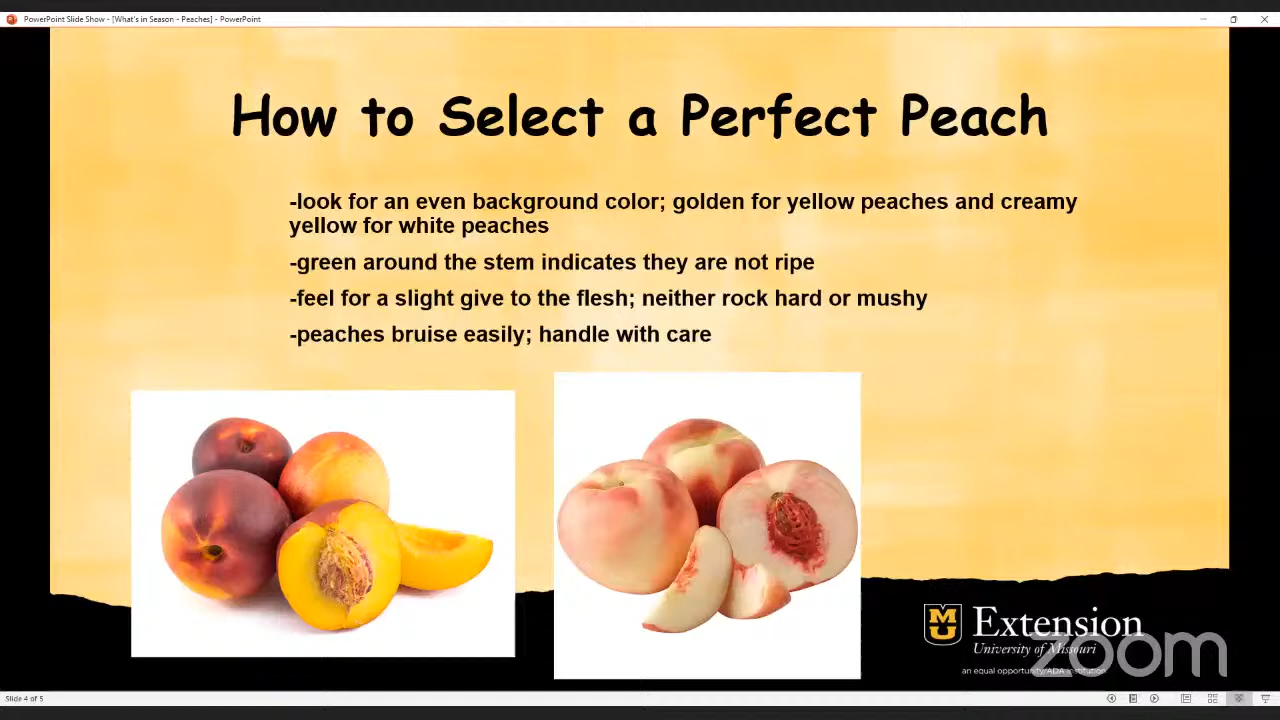 PowerPoint Slide Show - [What's in Season - Peaches] - PowerPoint
How to Select a Perfect Peach
-look for an even background color; golden for yellow peaches and creamy
yellow for white peaches
-green around the stem indicates they are not ripe
-feel for a slight give to the flesh; neither rock hard or mushy
-peaches bruise easily; handle with care
MU Extension
University of Missouri
an equal opportunity/ADA institution
zoom
Slide 4 of 5